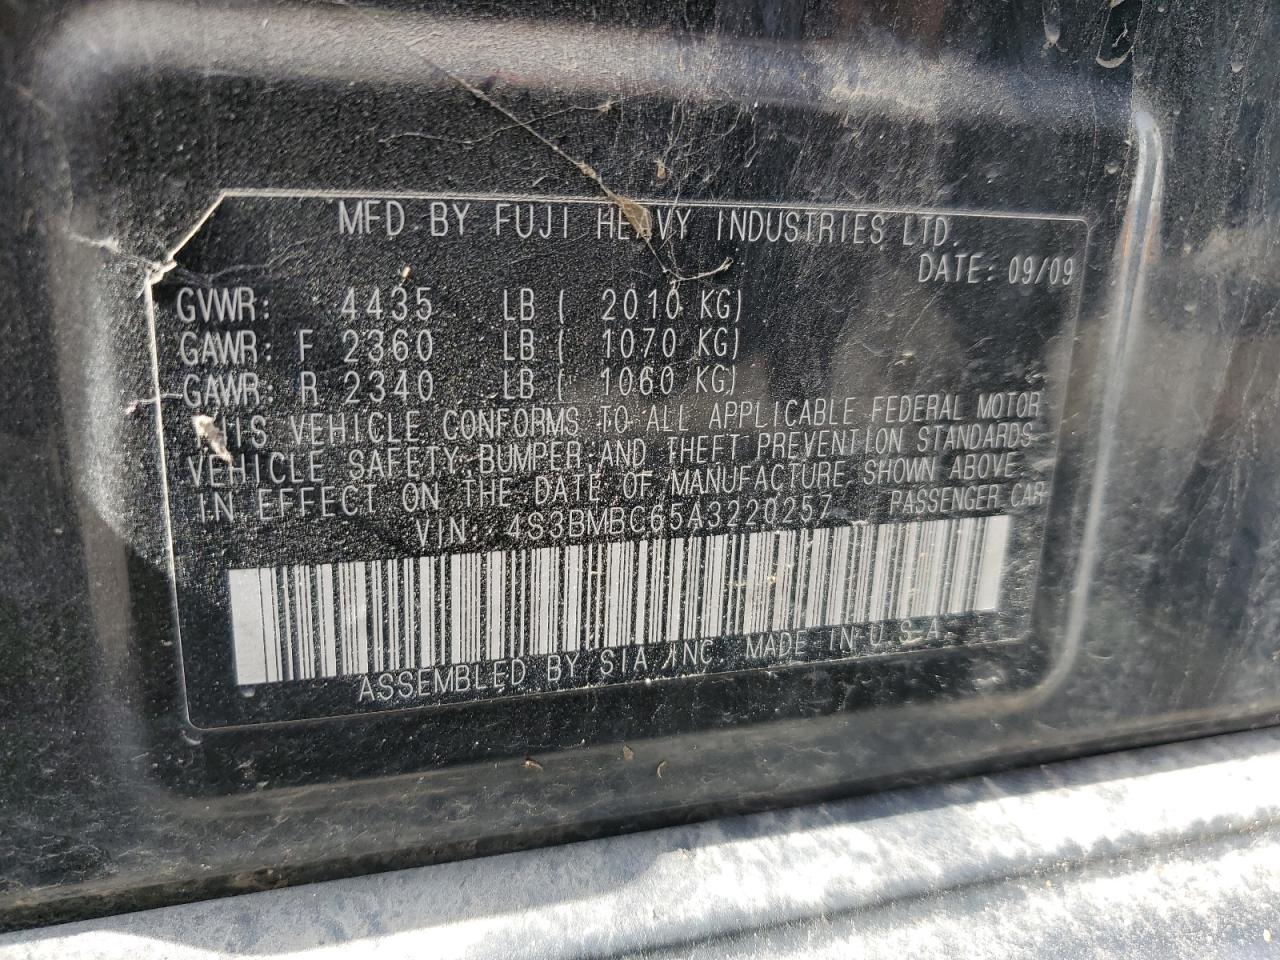 MFD. BY FUJI HEAVY INDUSTRIES LTD.
DATE: 09/09
GVWR: 4435 LB ( 2010 KG)
GAWR: F 2360 LB ( 1070 KG)
GAWR: R 2340 LB ( 1060 KG)
THIS VEHICLE CONFORMS TO ALL APPLICABLE FEDERAL MOTOR
VEHICLE SAFETY, BUMPER, AND THEFT PREVENTION STANDARDS
IN EFFECT ON THE DATE OF MANUFACTURE SHOWN ABOVE.
VIN: 4S3BMBC65A3220257 PASSENGER CAR
ASSEMBLED BY SIA, INC. MADE IN U.S.A.